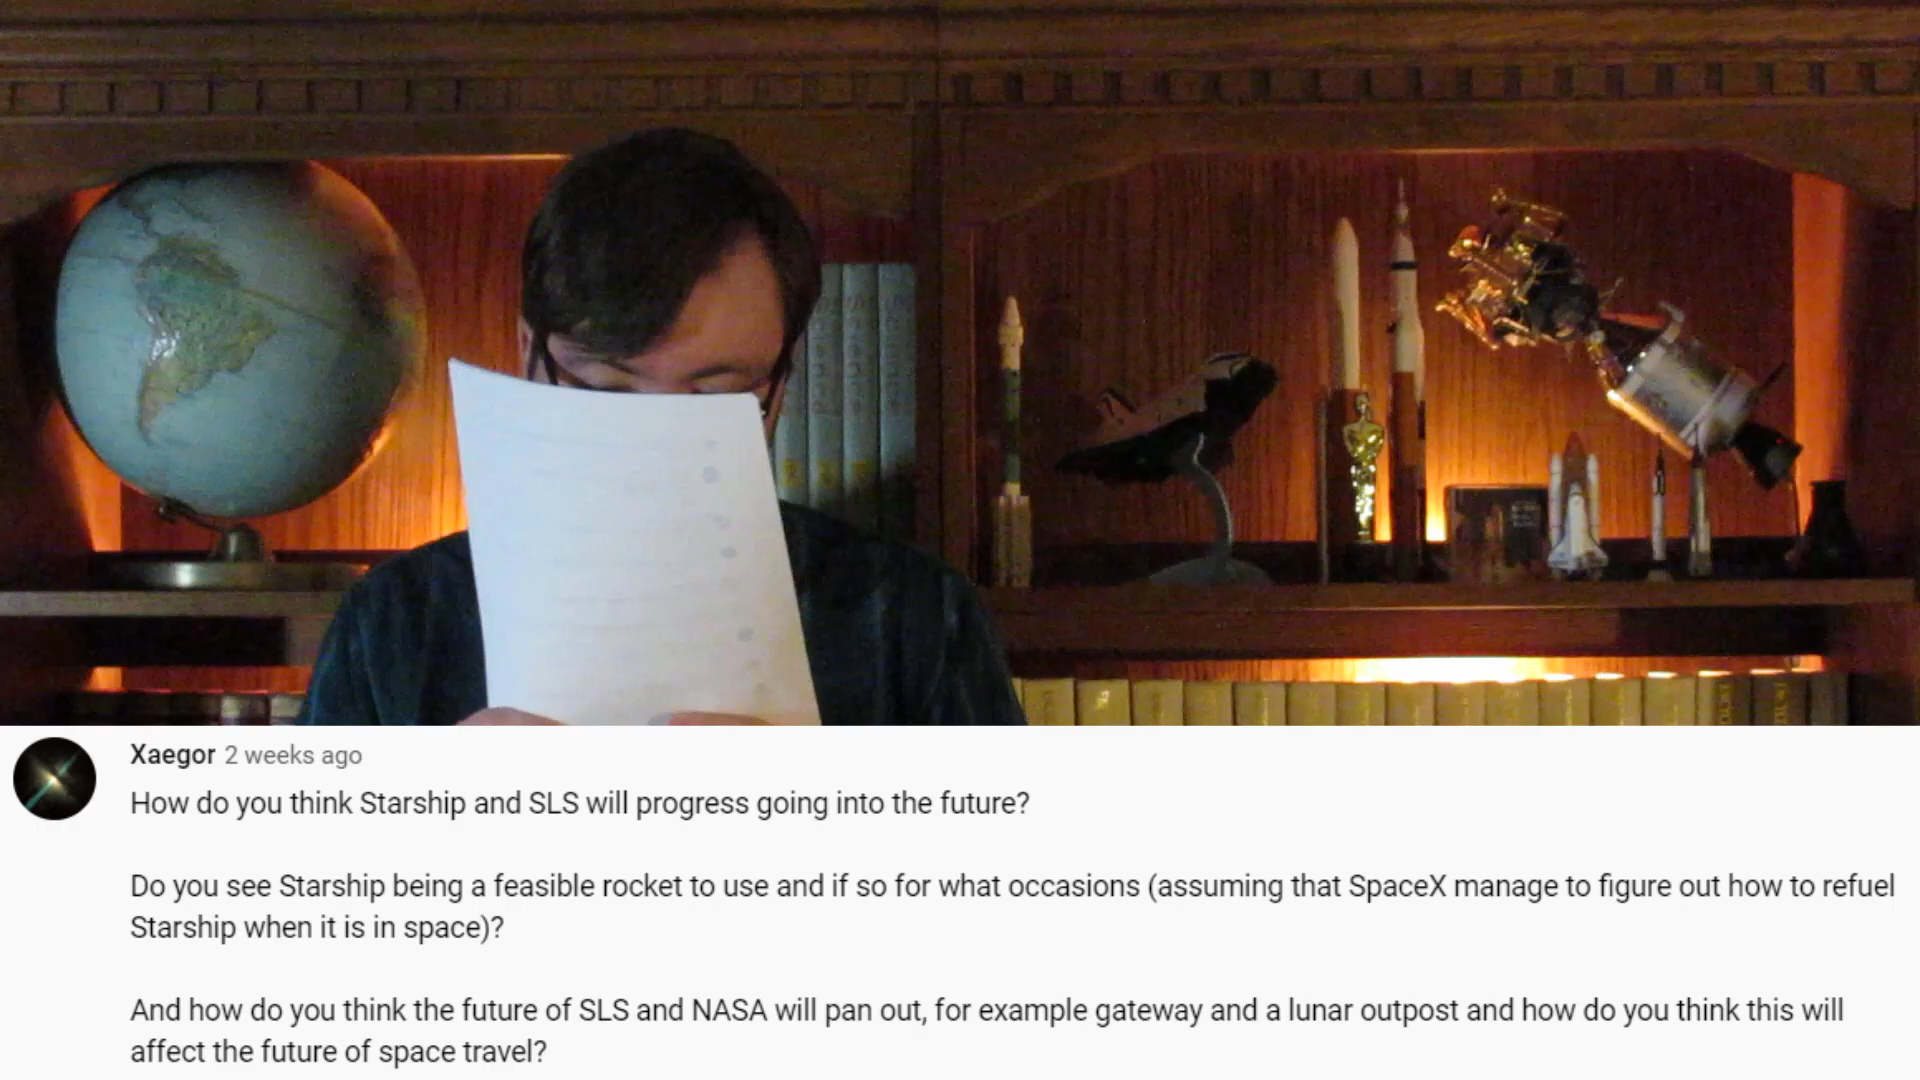 Xaegor 2 weeks ago
How do you think Starship and SLS will progress going into the future?
Do you see Starship being a feasible rocket to use and if so for what occasions (assuming that SpaceX manage to figure out how to refuel
Starship when it is in space)?
And how do you think the future of SLS and NASA will pan out, for example gateway and a lunar outpost and how do you think this will
affect the future of space travel?